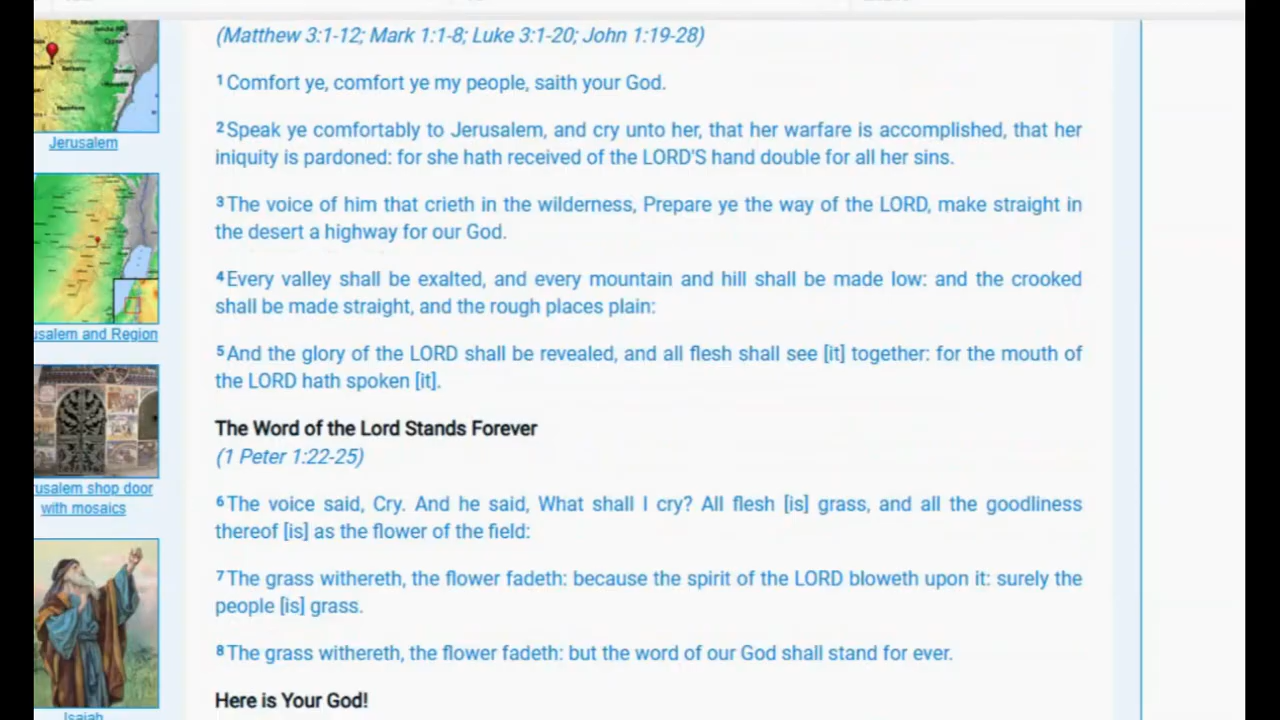 (Matthew 3:1-12; Mark 1:1-8; Luke 3:1-20; John 1:19-28)
1 Comfort ye, comfort ye my people, saith your God.
2 Speak ye comfortably to Jerusalem, and cry unto her, that her warfare is accomplished, that her
iniquity is pardoned: for she hath received of the LORD'S hand double for all her sins.
3 The voice of him that crieth in the wilderness, Prepare ye the way of the LORD, make straight in
the desert a highway for our God.
4 Every valley shall be exalted, and every mountain and hill shall be made low: and the crooked
shall be made straight, and the rough places plain:
5 And the glory of the LORD shall be revealed, and all flesh shall see [it] together: for the mouth of
the LORD hath spoken [it].
The Word of the Lord Stands Forever
(1 Peter 1:22-25)
6 The voice said, Cry. And he said, What shall I cry? All flesh [is] grass, and all the goodliness
thereof [is] as the flower of the field:
7 The grass withereth, the flower fadeth: because the spirit of the LORD bloweth upon it: surely the
people [is] grass.
8 The grass withereth, the flower fadeth: but the word of our God shall stand for ever.
Here is Your God!
Jerusalem
usalem and Region
rusalem shop door
with mosaics
Isaiah